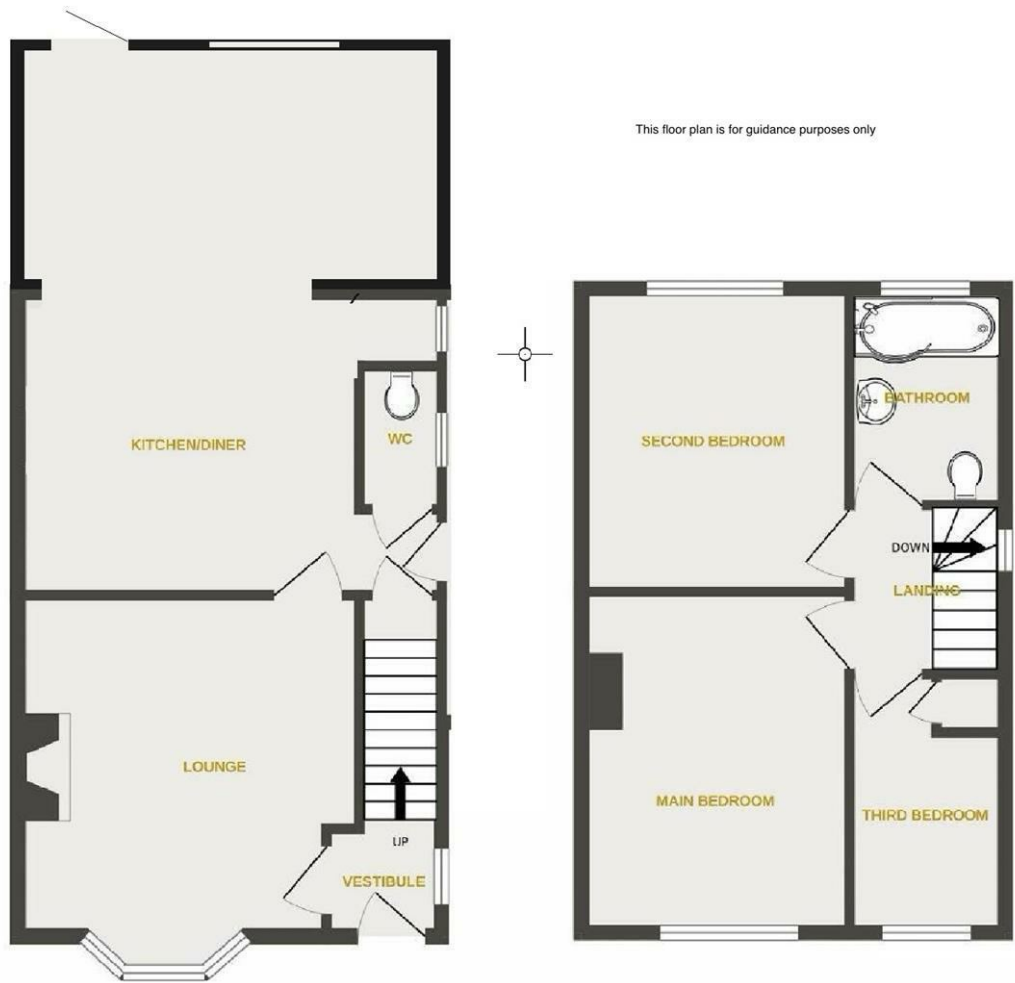 This floor plan is for guidance purposes only
KITCHEN/DINER
WC
LOUNGE
UP
VESTIBULE
SECOND BEDROOM
BATHROOM
DOWN
LANDING
MAIN BEDROOM
THIRD BEDROOM